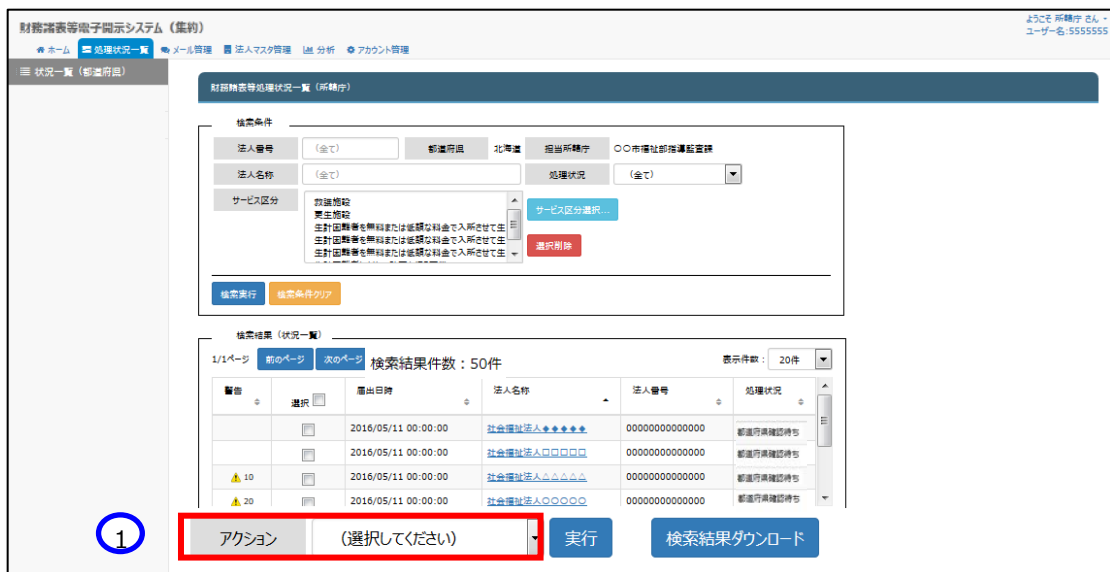 財務諸表等電子開示システム（集約）
ようこそ 所轄庁 さん
ユーザー名:5555555
ホーム 処理状況一覧 メール管理 法人マスタ管理 分析 アカウント管理
状況一覧（都道府県）
財務諸表等処理状況一覧（所轄庁）
検索条件
法人番号 （全て） 都道府県 北海道 担当所轄庁 〇〇市福祉部指導監査課
法人名称 （全て） 処理状況 （全て）
サービス区分
救護施設
更生施設
生計困難者を無料または低額な料金で入所させて生
生計困難者を無料または低額な料金で入所させて生
生計困難者を無料または低額な料金で入所させて生
サービス区分選択...
選択削除
検索実行 検索条件クリア
検索結果（状況一覧）
1/1ページ 前のページ 次のページ 検索結果件数：50件 表示件数： 20件
警告 選択 届出日時 法人名称 法人番号 処理状況
2016/05/11 00:00:00 社会福祉法人◆◆◆◆◆ 00000000000000 都道府県確認待ち
2016/05/11 00:00:00 社会福祉法人□□□□□ 00000000000000 都道府県確認待ち
10 2016/05/11 00:00:00 社会福祉法人△△△△△ 00000000000000 都道府県確認待ち
20 2016/05/11 00:00:00 社会福祉法人〇〇〇〇〇 00000000000000 都道府県確認待ち
1 アクション （選択してください） 実行 検索結果ダウンロード